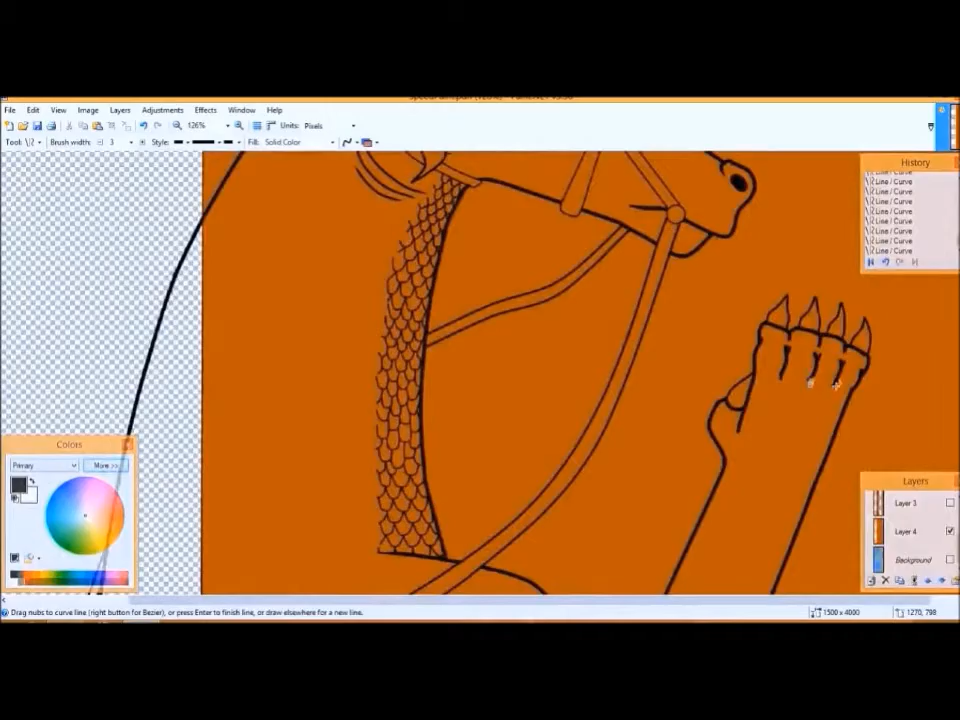 File Edit View Image Layers Adjustments Effects Window Help
126% Units: Pixels
Tool: Brush width: 3 Style: Fill: Solid Color
History
Line / Curve
Line / Curve
Line / Curve
Line / Curve
Line / Curve
Line / Curve
Line / Curve
Line / Curve
Colors
Primary More >>
Layers
Layer 3
Layer 4
Background
Drag nubs to curve line (right button for Bezier), or press Enter to finish line, or draw elsewhere for a new line.
1500 x 4000
1270, 798